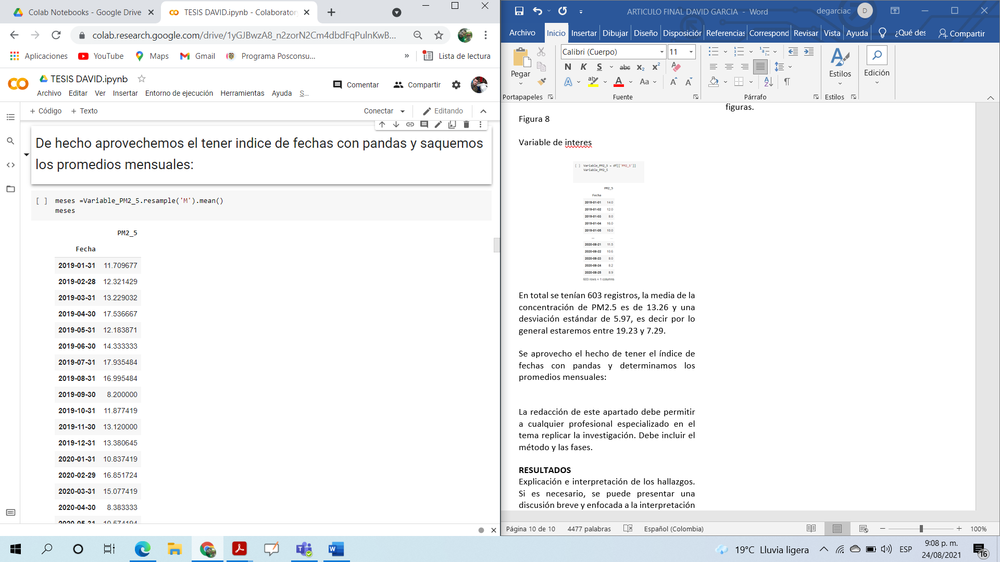 Colab Notebooks - Google Drive
TESIS DAVID.ipynb - Colaborator
colab.research.google.com/drive/1yGJBwzA8_n2zorN2Cm4dbdFqPulnKwB...
Aplicaciones YouTube Maps Gmail Programa Posconsu... » Lista de lectura
TESIS DAVID.ipynb
Comentar Compartir
Archivo Editar Ver Insertar Entorno de ejecución Herramientas Ayuda S...
+ Código + Texto Conectar Editando
De hecho aprovechemos el tener indice de fechas con pandas y saquemos
los promedios mensuales:
[ ] meses =Variable_PM2_5.resample('M').mean()
meses
PM2_5
Fecha
2019-01-31 11.709677
2019-02-28 12.321429
2019-03-31 13.229032
2019-04-30 17.536667
2019-05-31 12.183871
2019-06-30 14.333333
2019-07-31 17.935484
2019-08-31 16.995484
2019-09-30 8.200000
2019-10-31 11.877419
2019-11-30 13.120000
2019-12-31 13.380645
2020-01-31 10.837419
2020-02-29 16.851724
2020-03-31 15.077419
2020-04-30 8.383333
2020-05-31 10.574194
ARTICULO FINAL DAVID GARCIA - Word
degarciac D
Archivo Inicio Insertar Dibujar Diseño Disposiciór Referencias Correspond Revisar Vista Ayuda ¿Qué des Compartir
Pegar
Calibri (Cuerpo) 11
N K S abc x₂ x²
A ab A Aa A A
Estilos
Edición
Portapapeles Fuente Párrafo Estilos
figuras.
Figura 8
Variable de interes
[ ] Variable_PM2_5 = df[['PM2_5']]
Variable_PM2_5
PM2_5
Fecha
2019-01-01 14.0
2019-01-02 12.0
2019-01-03 8.0
2019-01-04 16.0
2019-01-05 10.0
... ...
2020-08-21 11.5
2020-08-22 10.6
2020-08-23 8.0
2020-08-24 8.2
2020-08-25 8.9
603 rows × 1 columns
En total se tenían 603 registros, la media de la
concentración de PM2.5 es de 13.26 y una
desviación estándar de 5.97, es decir por lo
general estaremos entre 19.23 y 7.29.
Se aprovecho el hecho de tener el índice de
fechas con pandas y determinamos los
promedios mensuales:
La redacción de este apartado debe permitir
a cualquier profesional especializado en el
tema replicar la investigación. Debe incluir el
método y las fases.
RESULTADOS
Explicación e interpretación de los hallazgos.
Si es necesario, se puede presentar una
discusión breve y enfocada a la interpretación
Página 10 de 10 4477 palabras Español (Colombia) 100%
19°C Lluvia ligera ESP
9:08 p. m.
24/08/2021
16